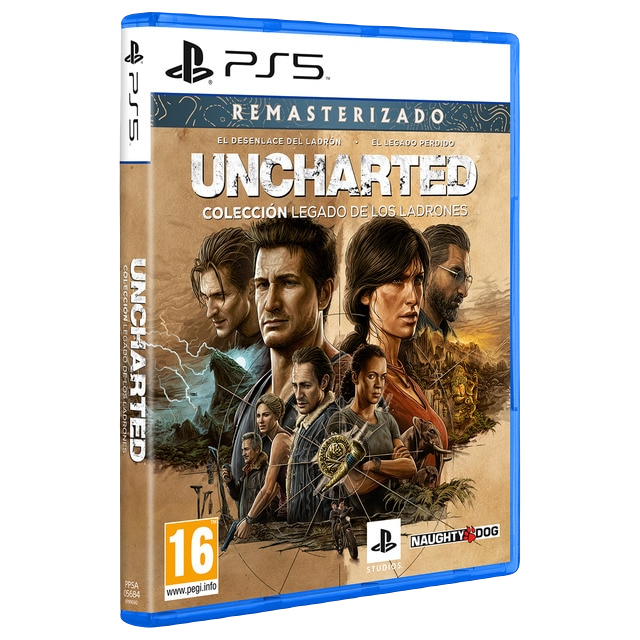 PS5
PS5
REMASTERIZADO
EL DESENLACE DEL LADRÓN · EL LEGADO PERDIDO
UNCHARTED
COLECCIÓN LEGADO DE LOS LADRONES
UNCHARTED
COLECCIÓN LEGADO DE LOS LADRONES
16
www.pegi.info
STUDIOS
NAUGHTY DOG
PPSA
05684